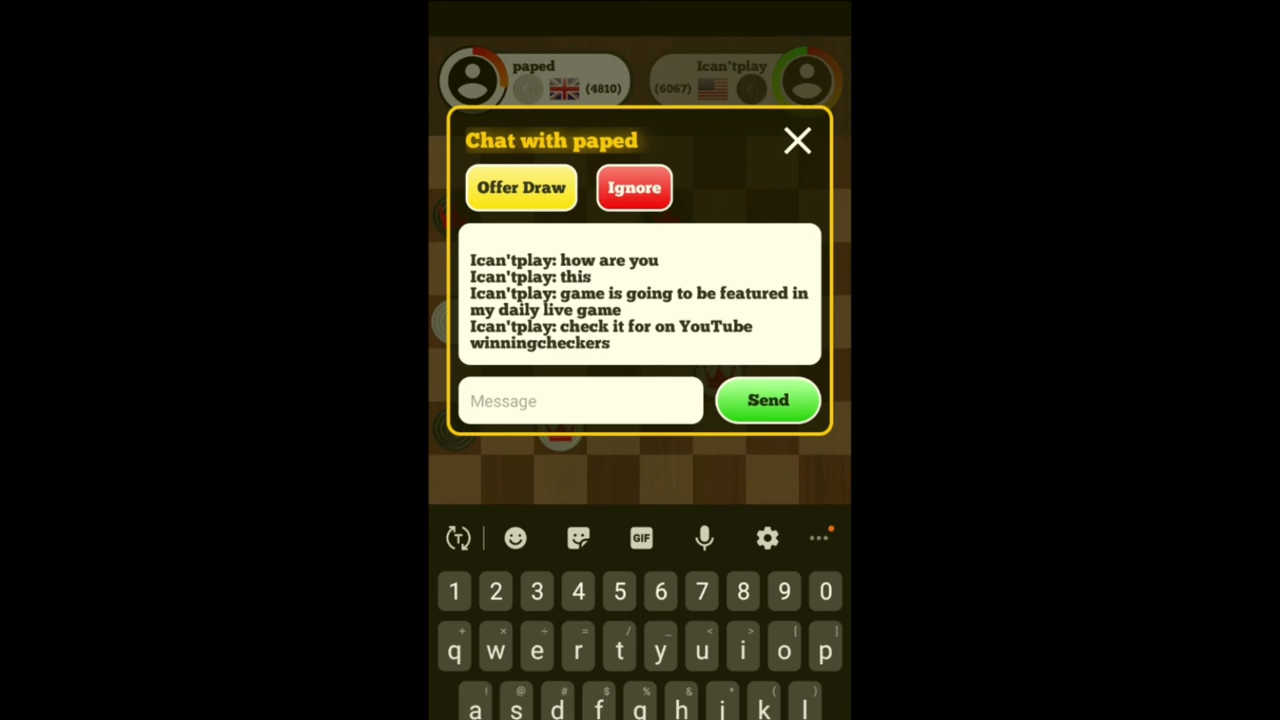 paped
Ican'tplay
(4810)
(6067)
Chat with paped
Offer Draw
Ignore
Ican'tplay: how are you
Ican'tplay: this
Ican'tplay: game is going to be featured in
my daily live game
Ican'tplay: check it for on YouTube
winningcheckers
Message
Send
T
GIF
1 2 3 4 5 6 7 8 9 0
+ × ÷ = / _ < > [ ]
q w e r t y u i o p
! @ # $ % & * ( )
a s d f g h j k l